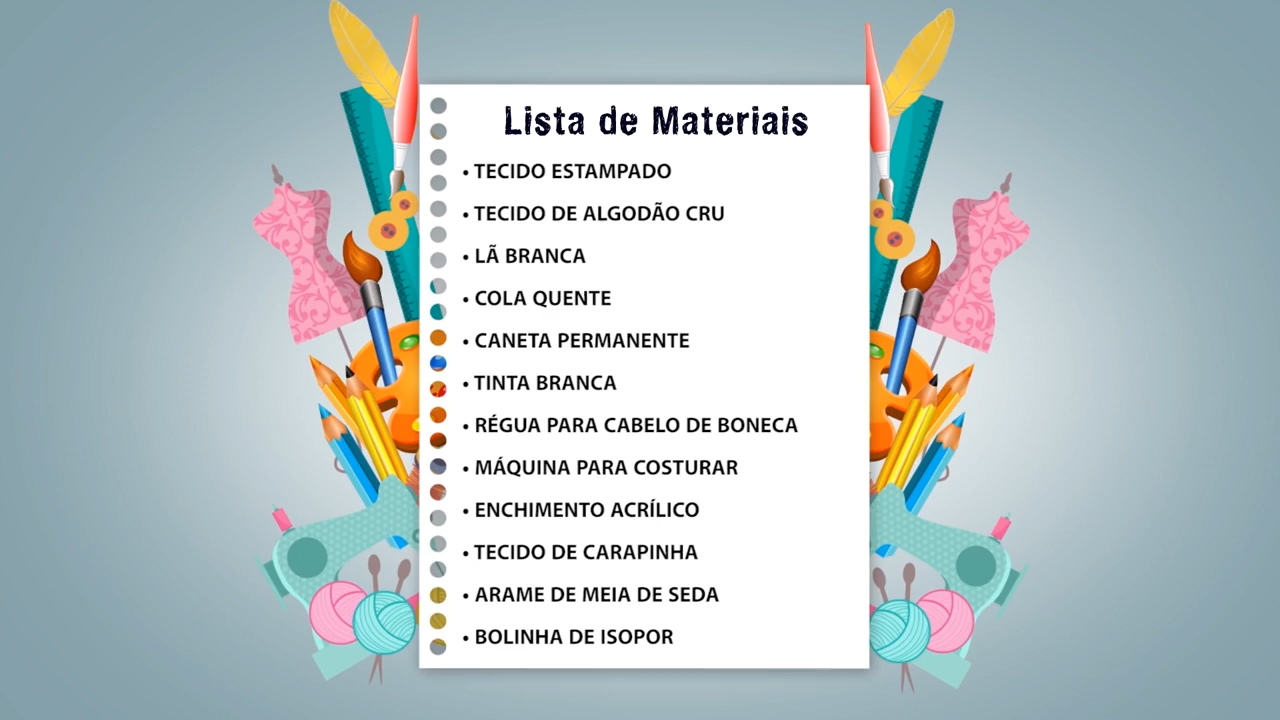 Lista de Materiais
• TECIDO ESTAMPADO
• TECIDO DE ALGODÃO CRU
• LÃ BRANCA
• COLA QUENTE
• CANETA PERMANENTE
• TINTA BRANCA
• RÉGUA PARA CABELO DE BONECA
• MÁQUINA PARA COSTURAR
• ENCHIMENTO ACRÍLICO
• TECIDO DE CARAPINHA
• ARAME DE MEIA DE SEDA
• BOLINHA DE ISOPOR